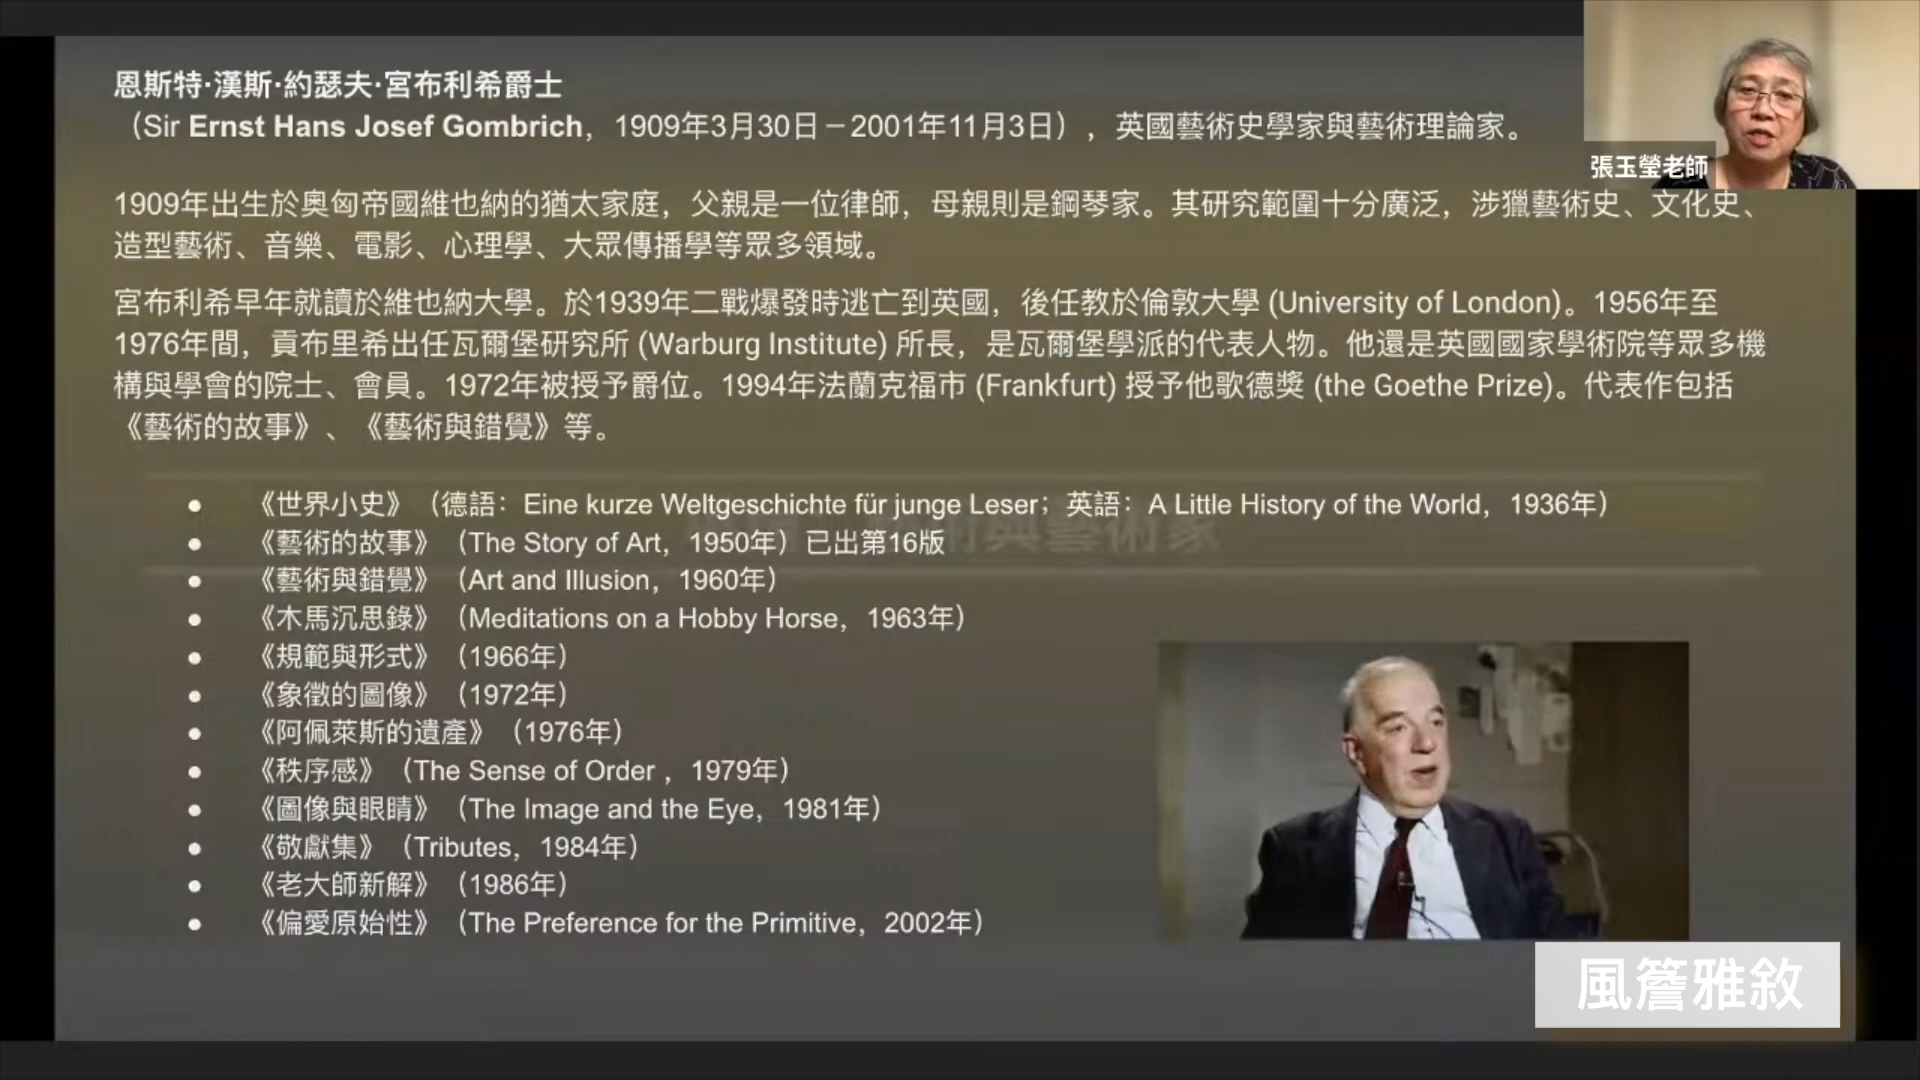 恩斯特·漢斯·約瑟夫·宮布利希爵士
（Sir Ernst Hans Josef Gombrich，1909年3月30日－2001年11月3日），英國藝術史學家與藝術理論家。
張玉瑩老師
1909年出生於奧匈帝國維也納的猶太家庭，父親是一位律師，母親則是鋼琴家。其研究範圍十分廣泛，涉獵藝術史、文化史、
造型藝術、音樂、電影、心理學、大眾傳播學等眾多領域。
宮布利希早年就讀於維也納大學。於1939年二戰爆發時逃亡到英國，後任教於倫敦大學 (University of London)。1956年至
1976年間，貢布里希出任瓦爾堡研究所 (Warburg Institute) 所長，是瓦爾堡學派的代表人物。他還是英國國家學術院等眾多機
構與學會的院士、會員。1972年被授予爵位。1994年法蘭克福市 (Frankfurt) 授予他歌德獎 (the Goethe Prize)。代表作包括
《藝術的故事》、《藝術與錯覺》等。
● 《世界小史》（德語：Eine kurze Weltgeschichte für junge Leser；英語：A Little History of the World，1936年）
● 《藝術的故事》（The Story of Art，1950年）已出第16版
● 《藝術與錯覺》（Art and Illusion，1960年）
● 《木馬沉思錄》（Meditations on a Hobby Horse，1963年）
● 《規範與形式》（1966年）
● 《象徵的圖像》（1972年）
● 《阿佩萊斯的遺產》（1976年）
● 《秩序感》（The Sense of Order ，1979年）
● 《圖像與眼睛》（The Image and the Eye，1981年）
● 《敬獻集》（Tributes，1984年）
● 《老大師新解》（1986年）
● 《偏愛原始性》（The Preference for the Primitive，2002年）
風簷雅敘